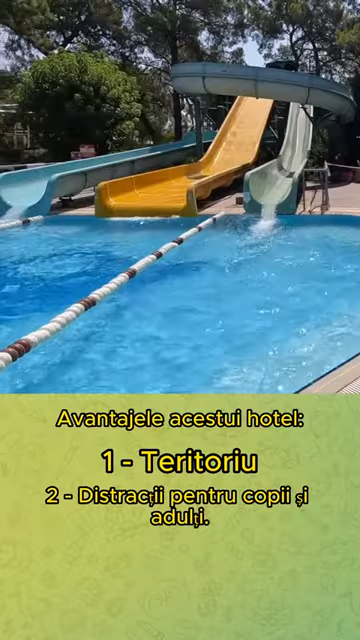 Avantajele acestui hotel:
1 - Teritoriu
2 - Distracții pentru copii și
adulți.